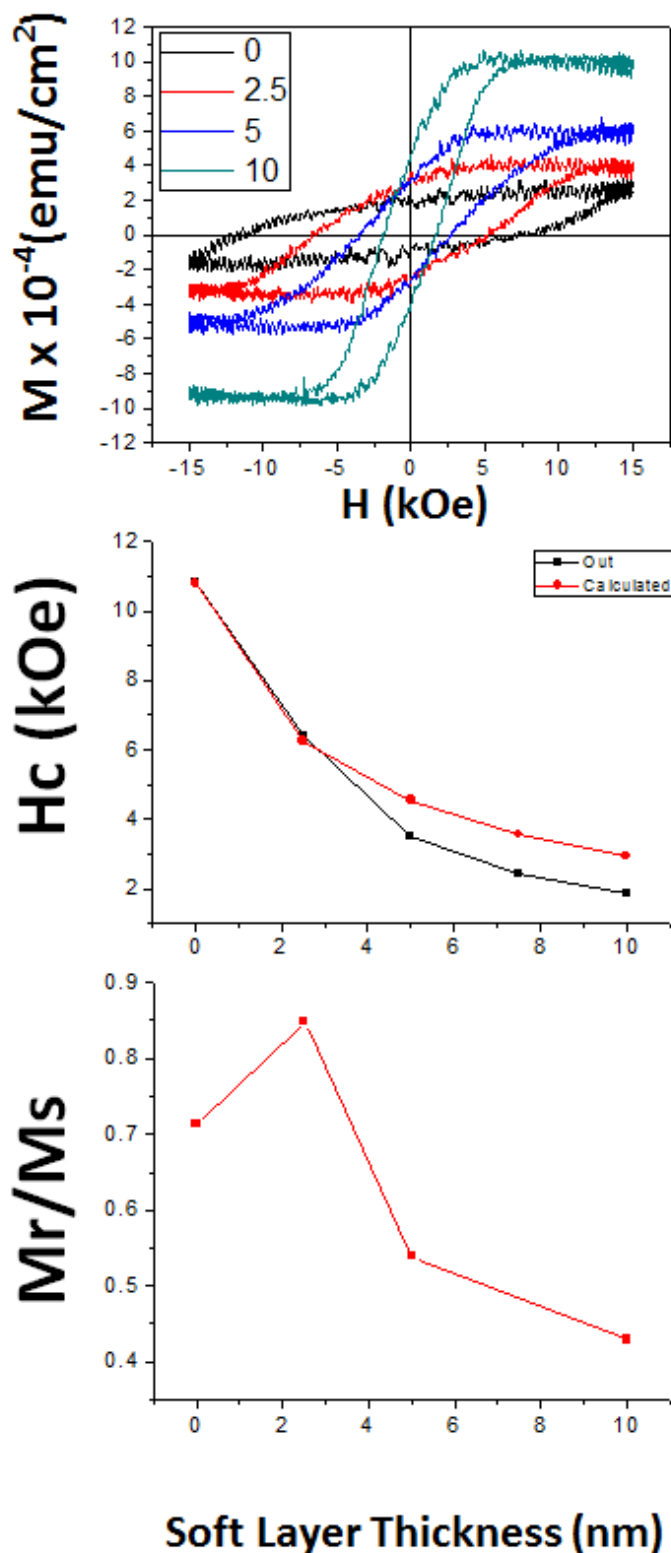 12
10
8
6
4
2
0
-2
-4
-6
-8
-10
-12
M x 10-4(emu/cm2)
0
2.5
5
10
-15 -10 -5 0 5 10 15
H (kOe)
12
10
8
6
4
2
Hc (kOe)
Out
Calculated
0 2 4 6 8 10
0.9
0.8
0.7
0.6
0.5
0.4
Mr/Ms
0 2 4 6 8 10
Soft Layer Thickness (nm)